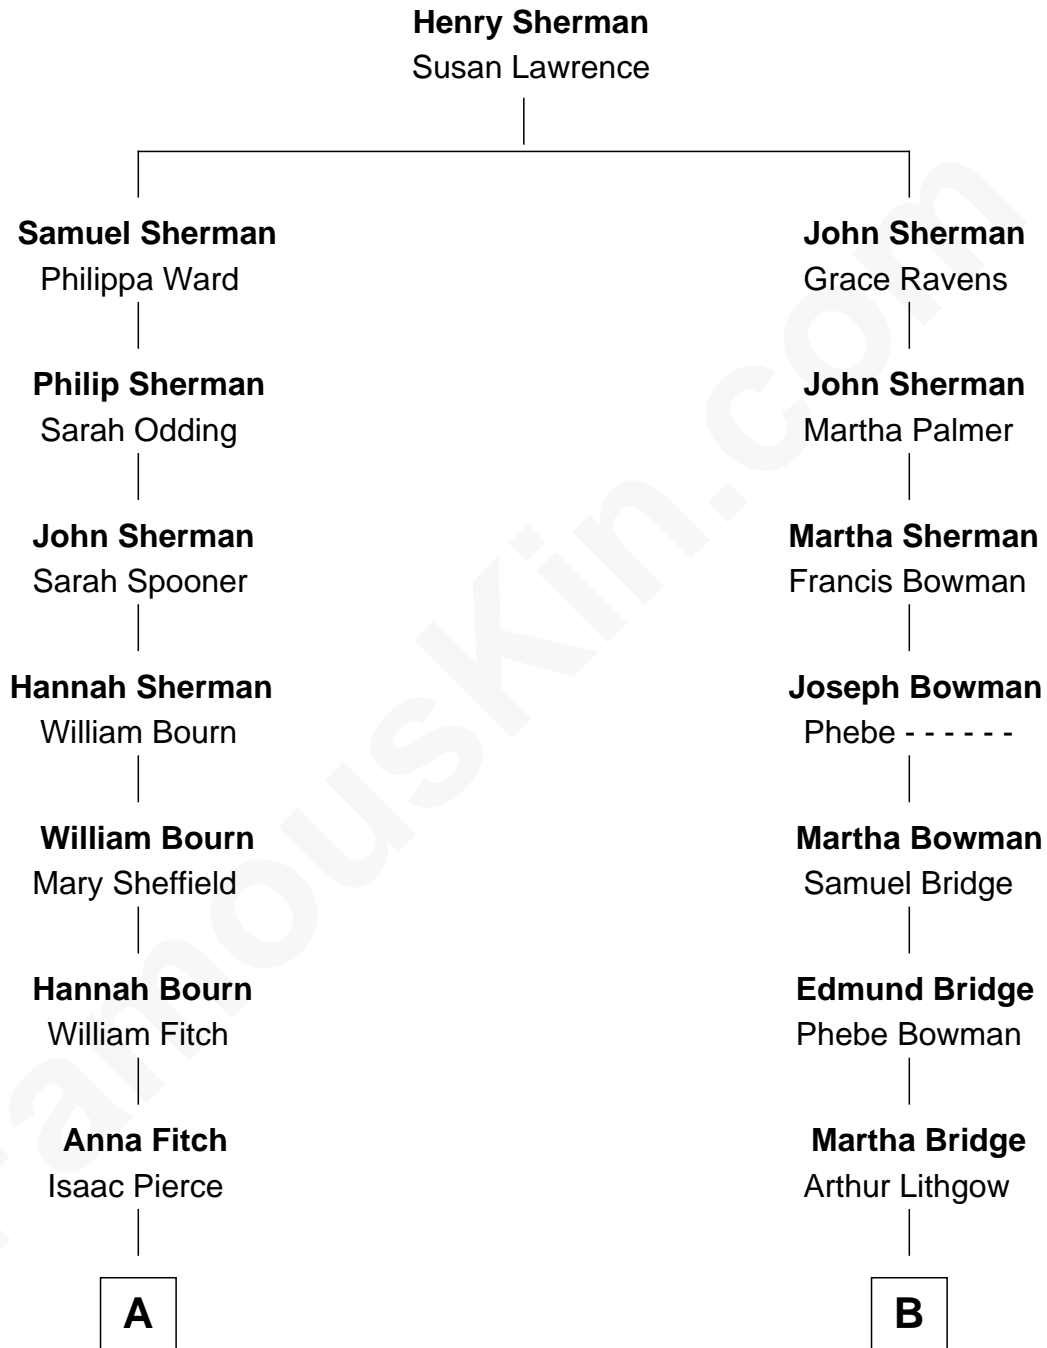 Henry Sherman
Susan Lawrence
Samuel Sherman
Philippa Ward
John Sherman
Grace Ravens
Philip Sherman
Sarah Odding
John Sherman
Martha Palmer
John Sherman
Sarah Spooner
Martha Sherman
Francis Bowman
Hannah Sherman
William Bourn
Joseph Bowman
Phebe - - - - - -
William Bourn
Mary Sheffield
Martha Bowman
Samuel Bridge
Hannah Bourn
William Fitch
Edmund Bridge
Phebe Bowman
Anna Fitch
Isaac Pierce
Martha Bridge
Arthur Lithgow
A
B
FamousKin.com